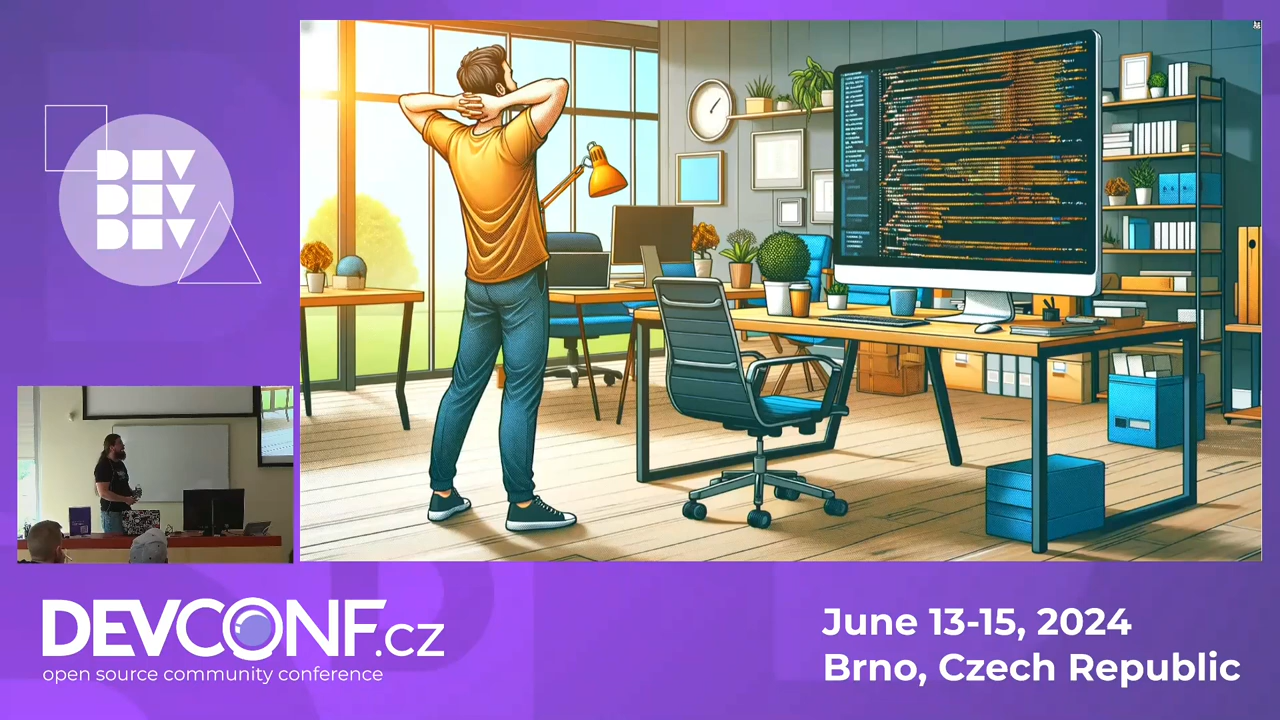 DEV
DEV
DEV
DEVCONF.cz
open source community conference
June 13-15, 2024
Brno, Czech Republic